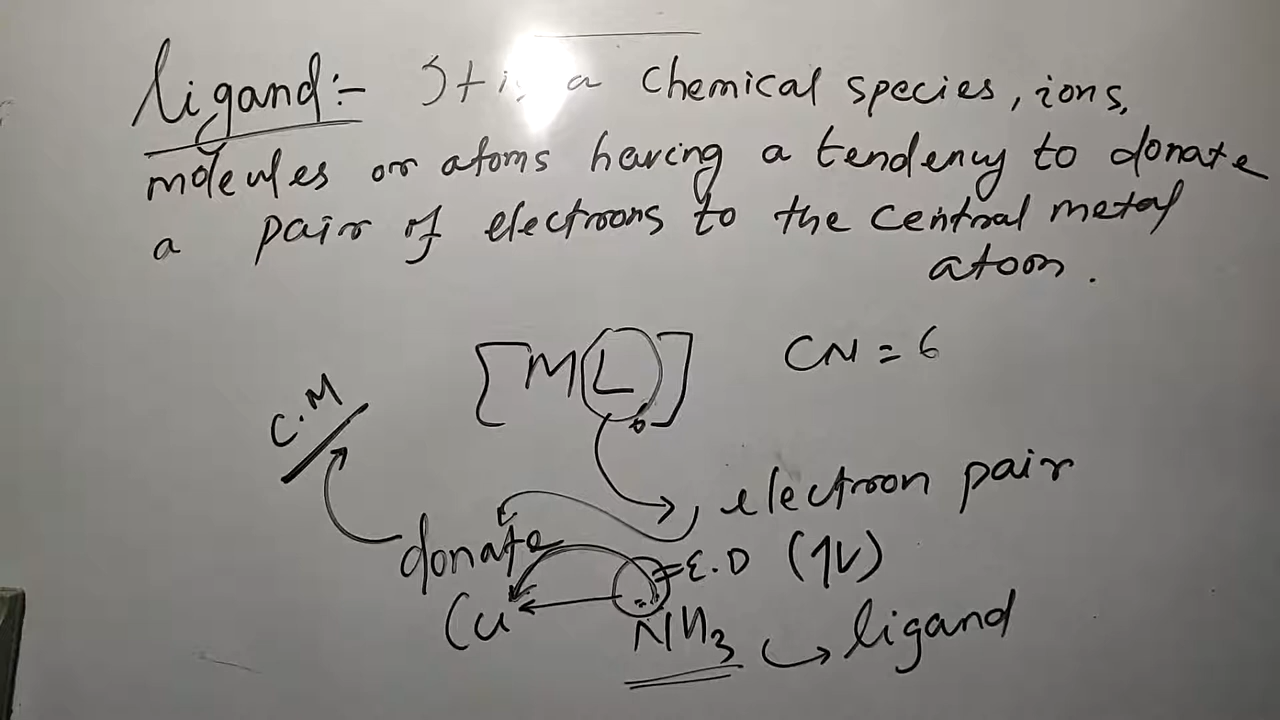 Ligand:- It is a Chemical species, ions,
molecules or atoms having a tendency to donate
a pair of electrons to the Central metal
atom.
[ML6] CN = 6
C.M
electron pair
donate
E.D (1V)
Cu NH3 ligand